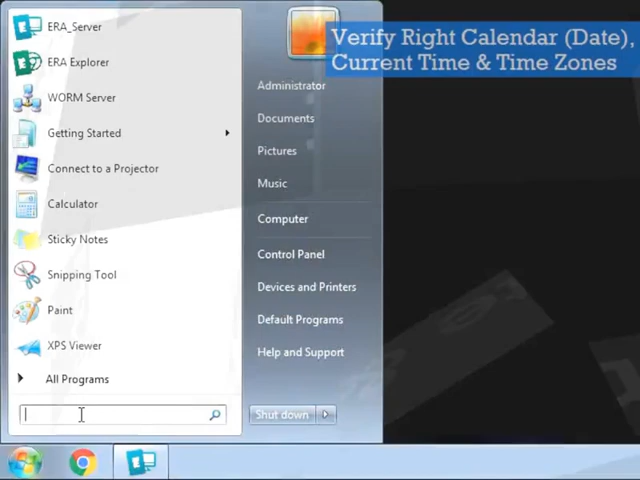 ERA_Server
ERA Explorer
WORM Server
Getting Started
Connect to a Projector
Calculator
Sticky Notes
Snipping Tool
Paint
XPS Viewer
All Programs
Administrator
Documents
Pictures
Music
Computer
Control Panel
Devices and Printers
Default Programs
Help and Support
Shut down
Verify Right Calendar (Date),
Current Time & Time Zones